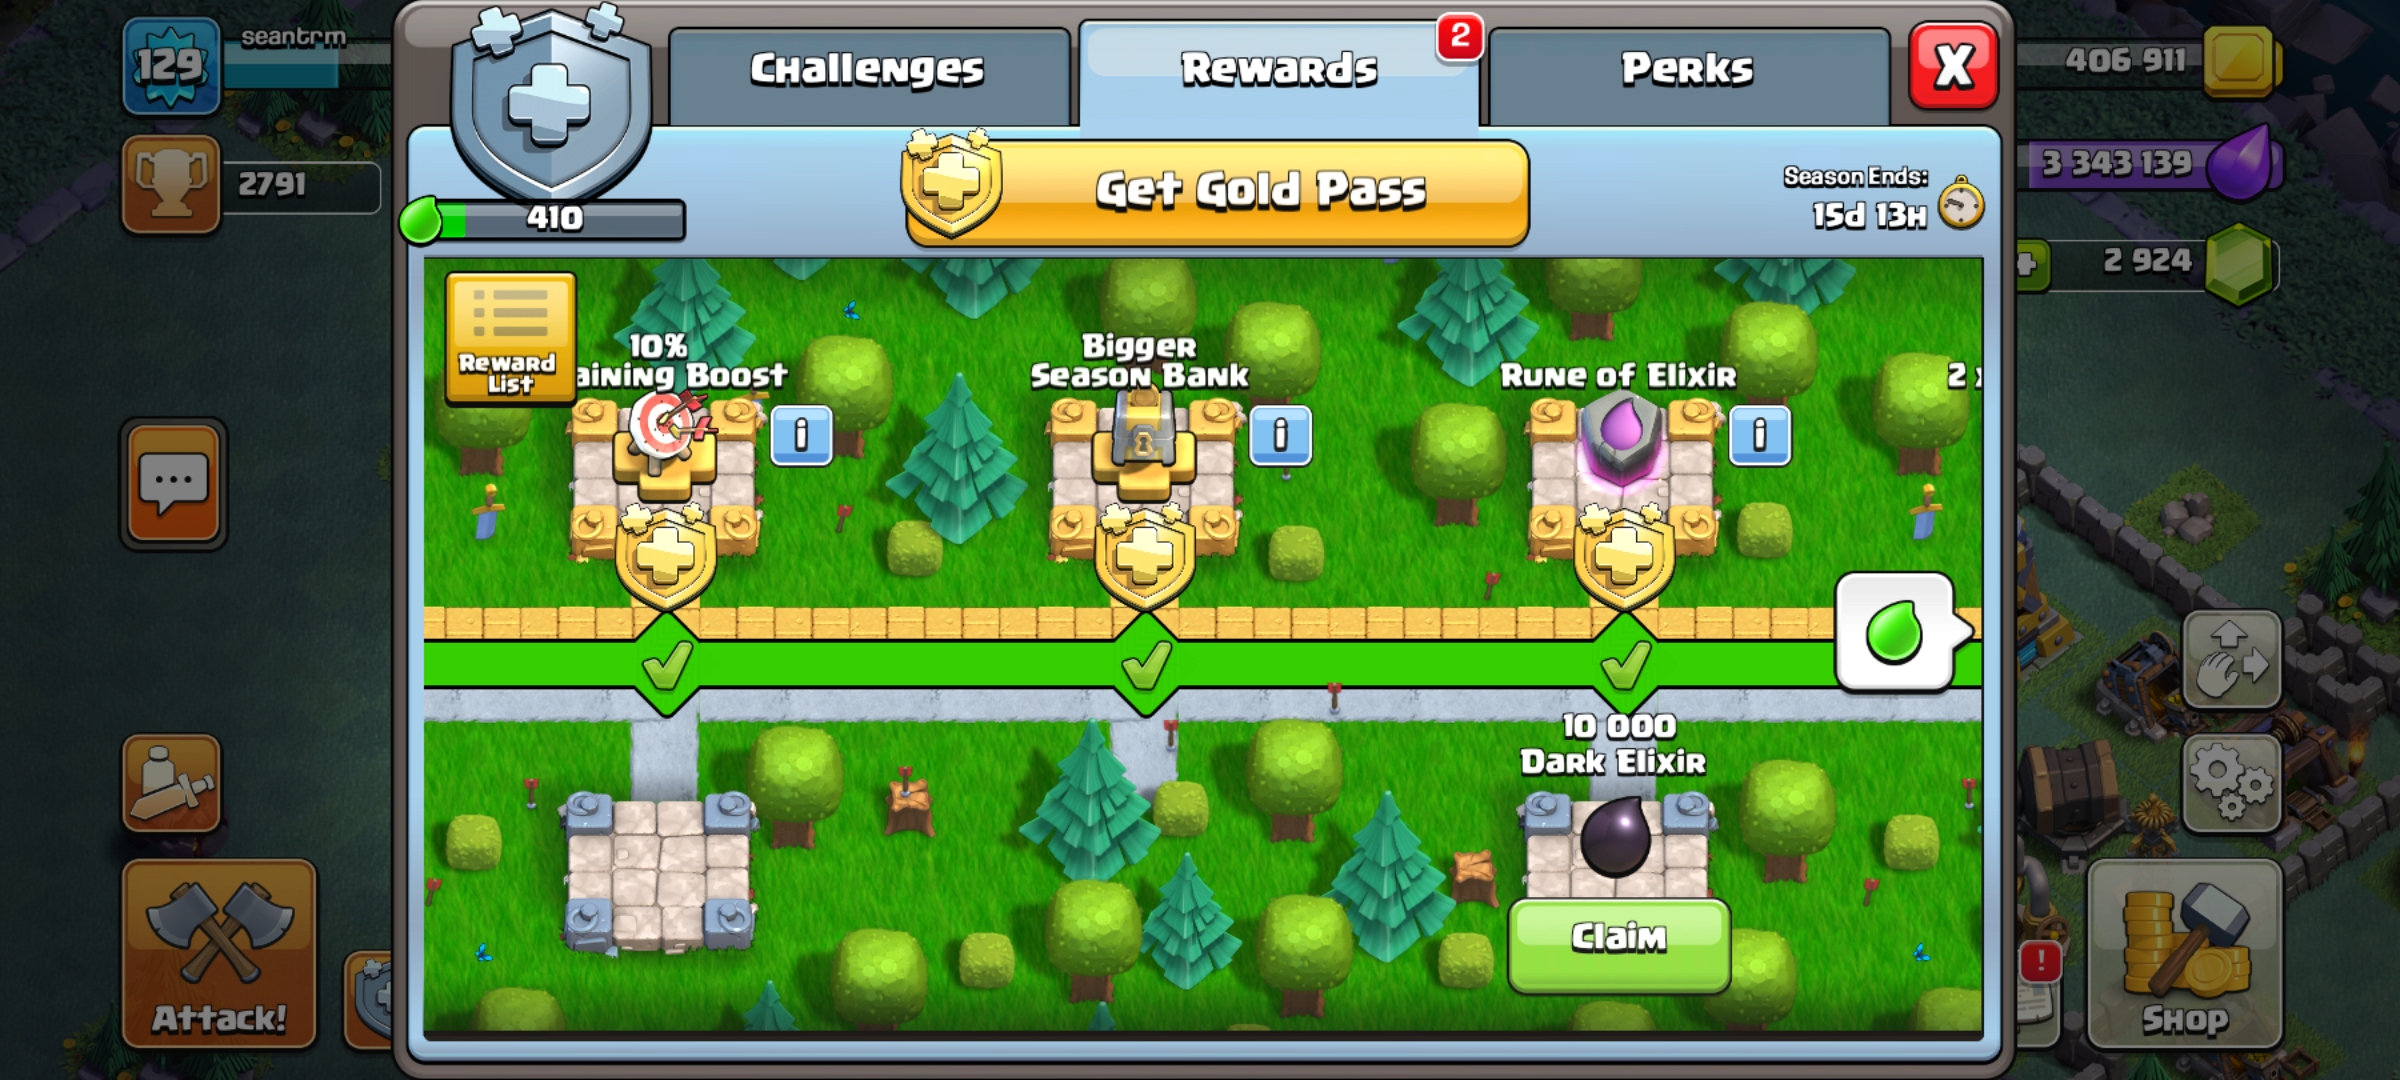 129
seantrm
Challenges
Rewards
2
Perks
X
406 911
2791
410
Get Gold Pass
Season Ends:
15d 13h
3 343 139
2 924
Reward
List
10%
aining Boost
Bigger
Season Bank
Rune of Elixir
2 x
i
i
i
10 000
Dark Elixir
Claim
Attack!
!
Shop